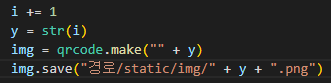 i += 1
y = str(i)
img = qrcode.make("" + y)
img.save("경로/static/img/" + y + ".png")